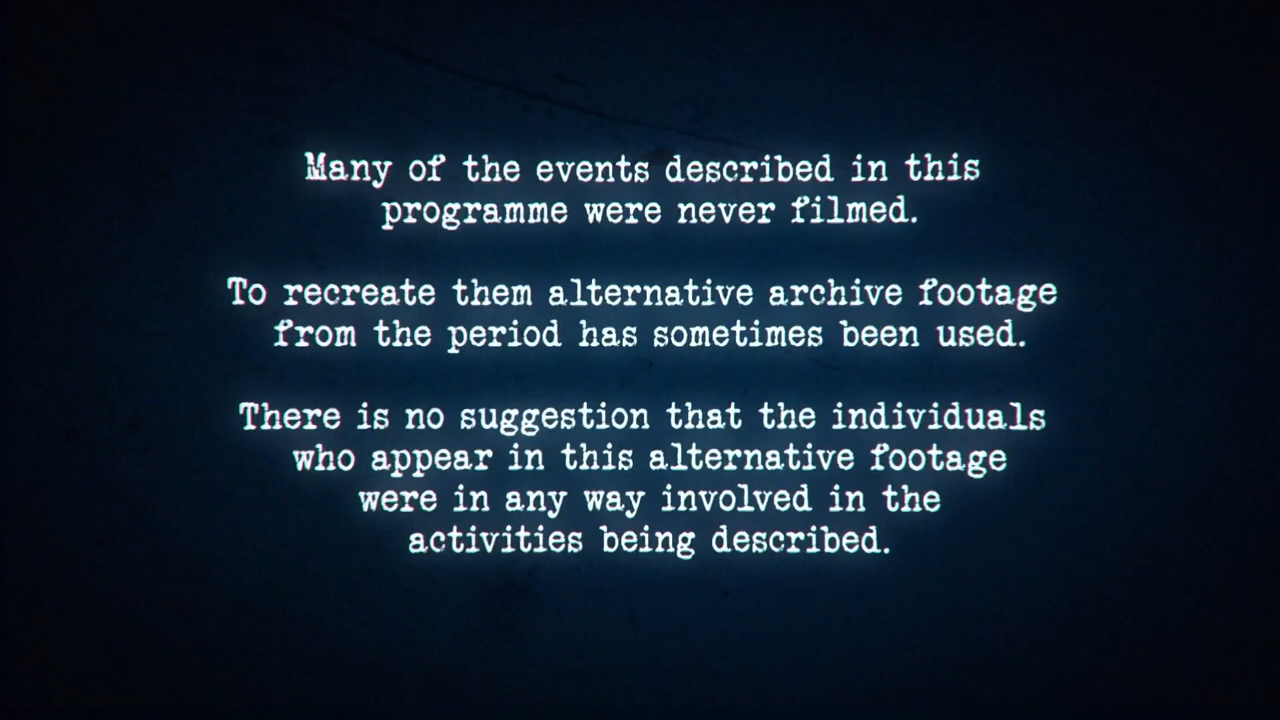 Many of the events described in this
programme were never filmed.
To recreate them alternative archive footage
from the period has sometimes been used.
There is no suggestion that the individuals
who appear in this alternative footage
were in any way involved in the
activities being described.